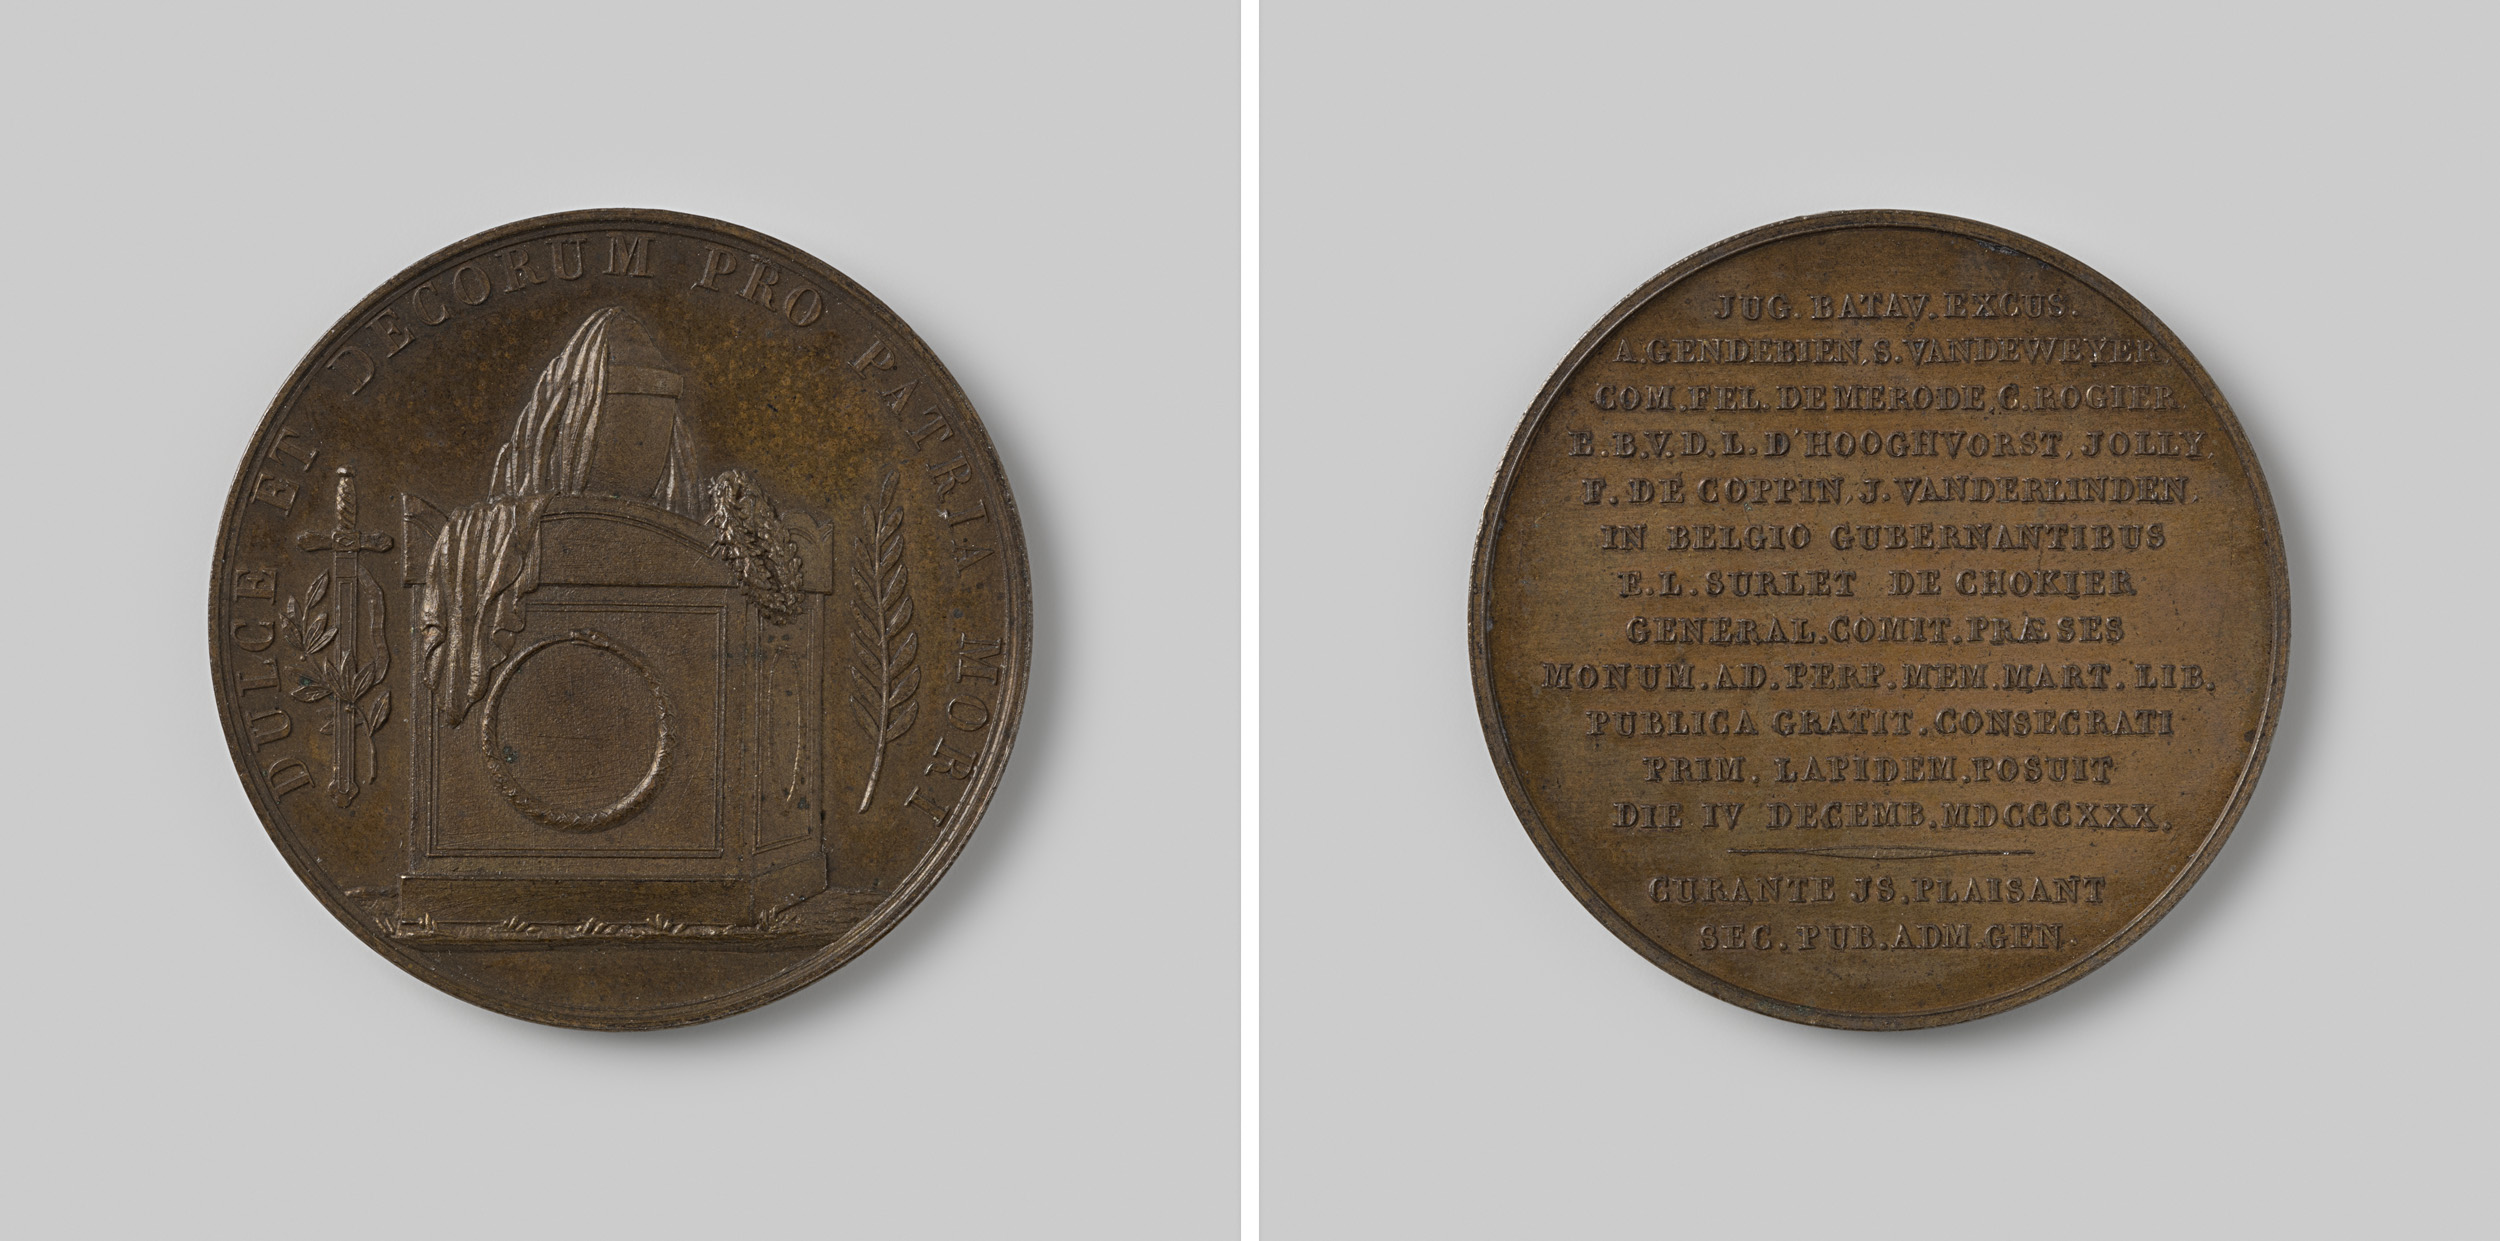 DULCE ET DECORUM PRO PATRIA MORI
JUG. BATAV. EXCUS.
A. GENDEBIEN, S. VANDEWEYER
COM. FEL. DE MERODE, C. ROGIER
E. B. V. D. L. D'HOOGHVORST, JOLLY,
F. DE COPPIN, J. VANDERLINDEN,
IN BELGIO GUBERNANTIBUS
E. L. SURLET DE CHOKIER
GENERAL. COMIT. PRÆSES
MONUM. AD. PERP. MEM. MART. LIB.
PUBLICA GRATIT. CONSECRATI
PRIM. LAPIDEM. POSUIT
DIE IV DECEMB. MDCCCXXX.
CURANTE JS. PLAISANT
SEC. PUB. ADM. GEN.